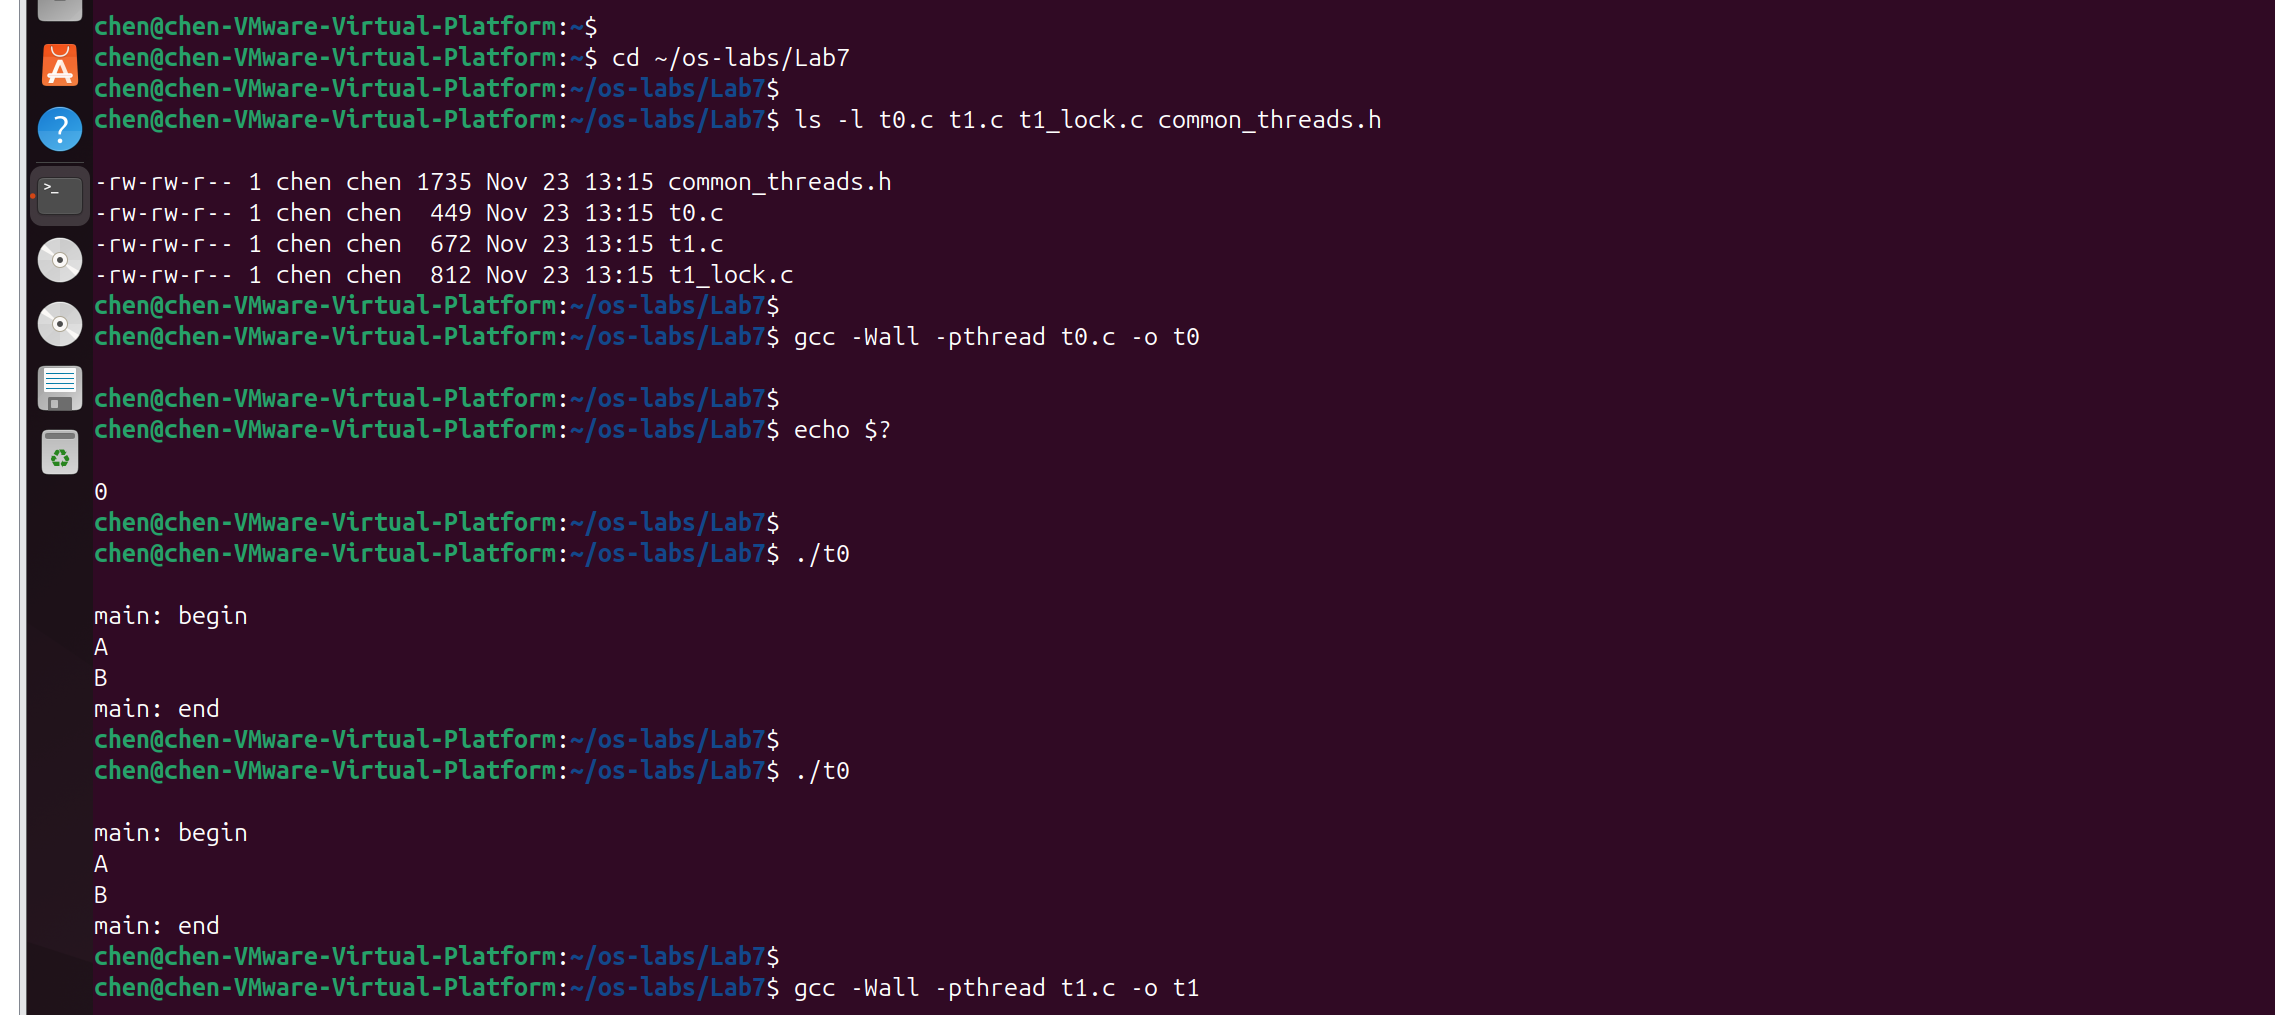 chen@chen-VMware-Virtual-Platform:~$
chen@chen-VMware-Virtual-Platform:~$ cd ~/os-labs/Lab7
chen@chen-VMware-Virtual-Platform:~/os-labs/Lab7$
chen@chen-VMware-Virtual-Platform:~/os-labs/Lab7$ ls -l t0.c t1.c t1_lock.c common_threads.h
-rw-rw-r-- 1 chen chen 1735 Nov 23 13:15 common_threads.h
-rw-rw-r-- 1 chen chen  449 Nov 23 13:15 t0.c
-rw-rw-r-- 1 chen chen  672 Nov 23 13:15 t1.c
-rw-rw-r-- 1 chen chen  812 Nov 23 13:15 t1_lock.c
chen@chen-VMware-Virtual-Platform:~/os-labs/Lab7$
chen@chen-VMware-Virtual-Platform:~/os-labs/Lab7$ gcc -Wall -pthread t0.c -o t0
chen@chen-VMware-Virtual-Platform:~/os-labs/Lab7$
chen@chen-VMware-Virtual-Platform:~/os-labs/Lab7$ echo $?
0
chen@chen-VMware-Virtual-Platform:~/os-labs/Lab7$
chen@chen-VMware-Virtual-Platform:~/os-labs/Lab7$ ./t0
main: begin
A
B
main: end
chen@chen-VMware-Virtual-Platform:~/os-labs/Lab7$
chen@chen-VMware-Virtual-Platform:~/os-labs/Lab7$ ./t0
main: begin
A
B
main: end
chen@chen-VMware-Virtual-Platform:~/os-labs/Lab7$
chen@chen-VMware-Virtual-Platform:~/os-labs/Lab7$ gcc -Wall -pthread t1.c -o t1